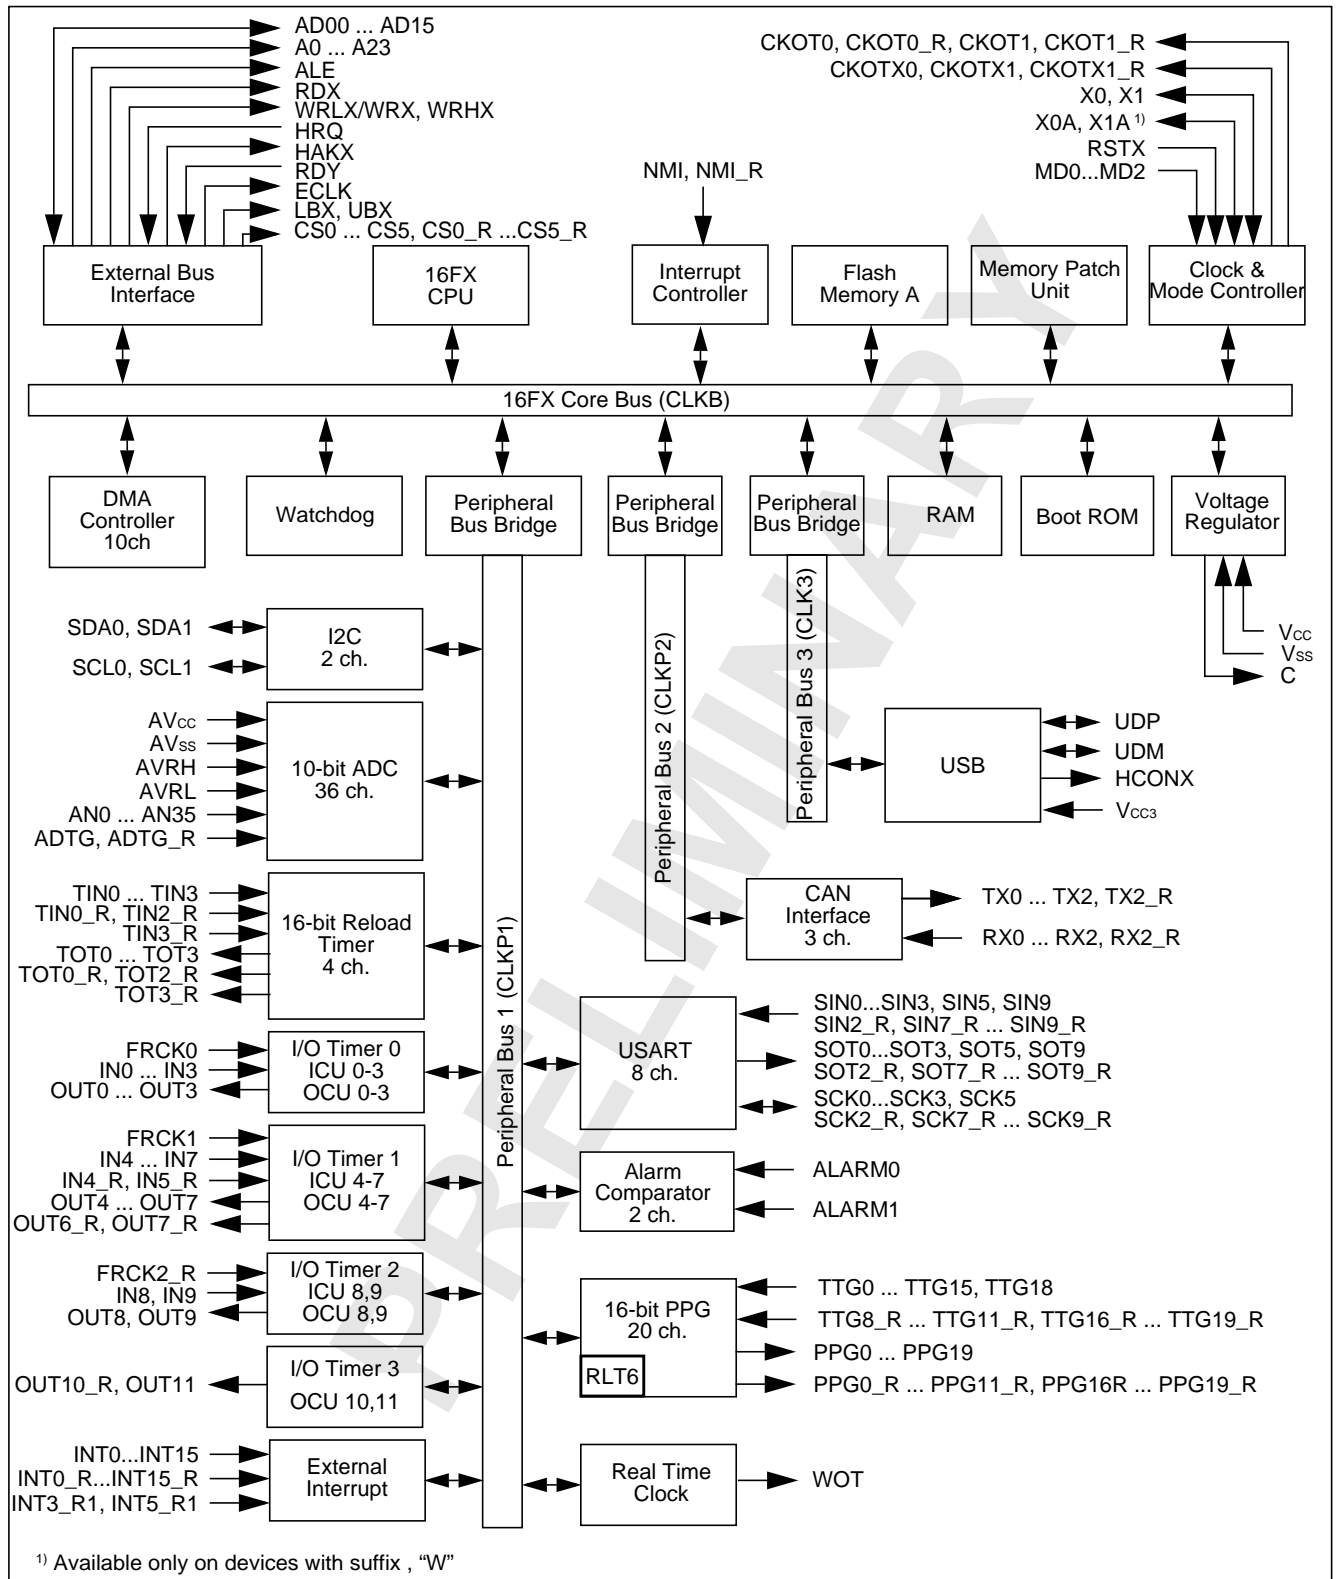 AD00 ... AD15
A0 ... A23
ALE
RDX
WRLX/WRX, WRHX
HRQ
HAKX
RDY
ECLK
LBX, UBX
CS0 ... CS5, CS0_R ...CS5_R
NMI, NMI_R
CKOT0, CKOT0_R, CKOT1, CKOT1_R
CKOTX0, CKOTX1, CKOTX1_R
X0, X1
X0A, X1A 1)
RSTX
MD0...MD2
External Bus
Interface
16FX
CPU
Interrupt
Controller
Flash
Memory A
Memory Patch
Unit
Clock &
Mode Controller
16FX Core Bus (CLKB)
DMA
Controller
10ch
Watchdog
Peripheral
Bus Bridge
Peripheral
Bus Bridge
Peripheral
Bus Bridge
RAM
Boot ROM
Voltage
Regulator
VCC
VSS
C
Peripheral Bus 1 (CLKP1)
Peripheral Bus 2 (CLKP2)
Peripheral Bus 3 (CLK3)
SDA0, SDA1
SCL0, SCL1
I2C
2 ch.
AVCC
AVSS
AVRH
AVRL
AN0 ... AN35
ADTG, ADTG_R
10-bit ADC
36 ch.
USB
UDP
UDM
HCONX
VCC3
TIN0 ... TIN3
TIN0_R, TIN2_R
TIN3_R
TOT0 ... TOT3
TOT0_R, TOT2_R
TOT3_R
16-bit Reload
Timer
4 ch.
CAN
Interface
3 ch.
TX0 ... TX2, TX2_R
RX0 ... RX2, RX2_R
FRCK0
IN0 ... IN3
OUT0 ... OUT3
I/O Timer 0
ICU 0-3
OCU 0-3
USART
8 ch.
SIN0...SIN3, SIN5, SIN9
SIN2_R, SIN7_R ... SIN9_R
SOT0...SOT3, SOT5, SOT9
SOT2_R, SOT7_R ... SOT9_R
SCK0...SCK3, SCK5
SCK2_R, SCK7_R ... SCK9_R
FRCK1
IN4 ... IN7
IN4_R, IN5_R
OUT4 ... OUT7
OUT6_R, OUT7_R
I/O Timer 1
ICU 4-7
OCU 4-7
Alarm
Comparator
2 ch.
ALARM0
ALARM1
FRCK2_R
IN8, IN9
OUT8, OUT9
I/O Timer 2
ICU 8,9
OCU 8,9
16-bit PPG
20 ch.
RLT6
TTG0 ... TTG15, TTG18
TTG8_R ... TTG11_R, TTG16_R ... TTG19_R
PPG0 ... PPG19
PPG0_R ... PPG11_R, PPG16R ... PPG19_R
OUT10_R, OUT11
I/O Timer 3
OCU 10,11
INT0...INT15
INT0_R...INT15_R
INT3_R1, INT5_R1
External
Interrupt
Real Time
Clock
WOT
1) Available only on devices with suffix , “W”
PRELIMINARY